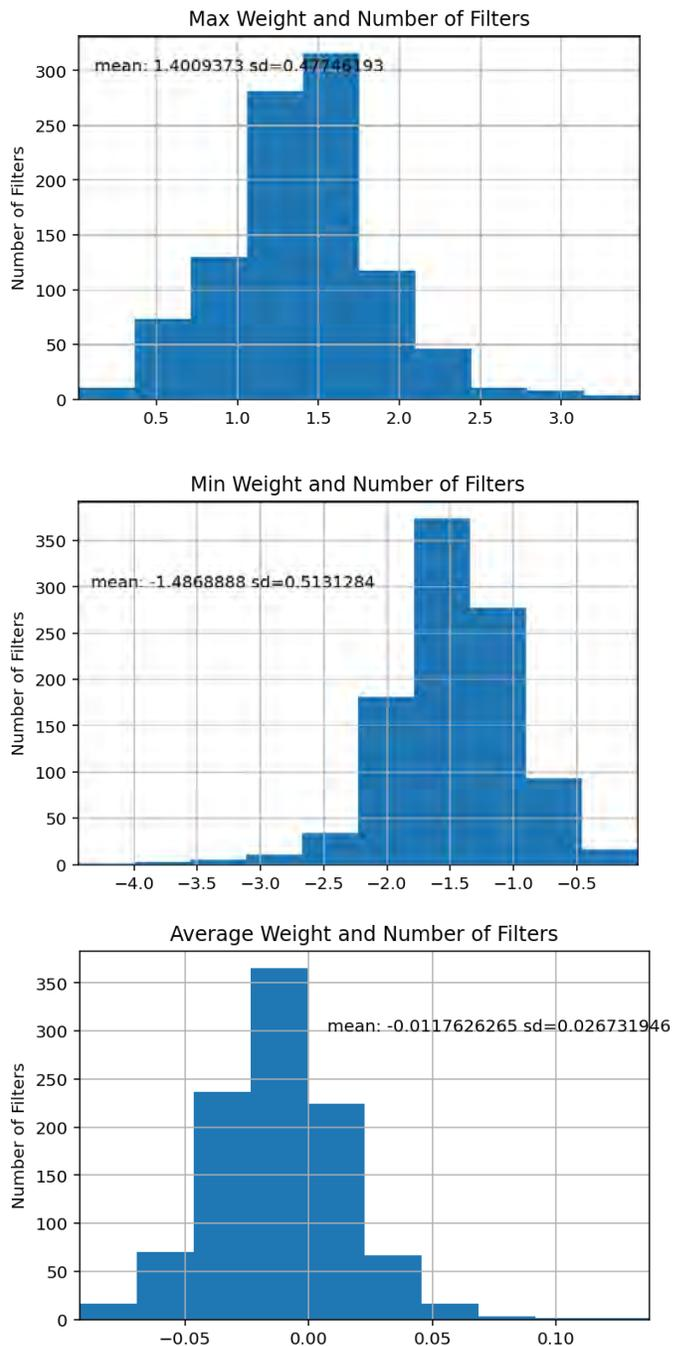 Max Weight and Number of Filters
mean: 1.4009373 sd=0.47746193
Number of Filters
300
250
200
150
100
50
0
0.5 1.0 1.5 2.0 2.5 3.0
Min Weight and Number of Filters
mean: -1.4868888 sd=0.5131284
Number of Filters
350
300
250
200
150
100
50
0
−4.0 −3.5 −3.0 −2.5 −2.0 −1.5 −1.0 −0.5
Average Weight and Number of Filters
mean: -0.0117626265 sd=0.026731946
Number of Filters
350
300
250
200
150
100
50
0
−0.05 0.00 0.05 0.10